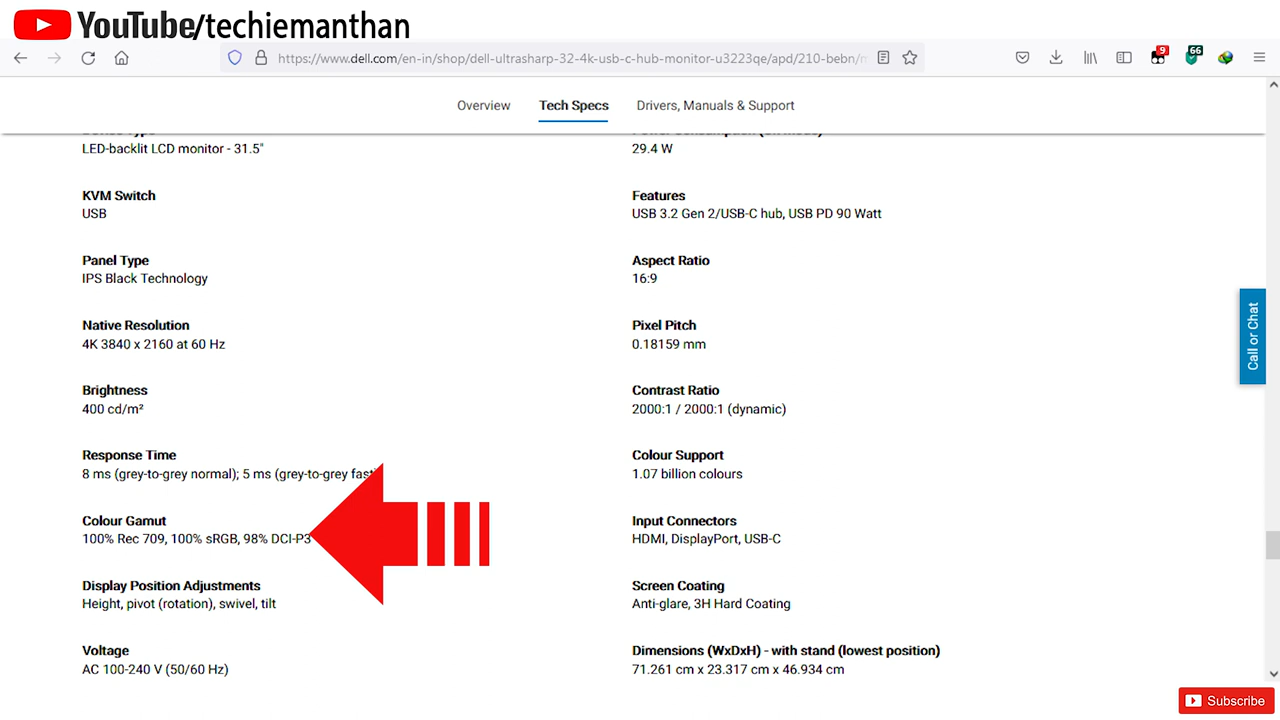 YouTube/techiemanthan
https://www.dell.com/en-in/shop/dell-ultrasharp-32-4k-usb-c-hub-monitor-u3223qe/apd/210-bebn/
9
66
Overview
Tech Specs
Drivers, Manuals & Support
LED-backlit LCD monitor - 31.5"
29.4 W
KVM Switch
USB
Features
USB 3.2 Gen 2/USB-C hub, USB PD 90 Watt
Panel Type
IPS Black Technology
Aspect Ratio
16:9
Native Resolution
4K 3840 x 2160 at 60 Hz
Pixel Pitch
0.18159 mm
Brightness
400 cd/m²
Contrast Ratio
2000:1 / 2000:1 (dynamic)
Response Time
8 ms (grey-to-grey normal); 5 ms (grey-to-grey fast)
Colour Support
1.07 billion colours
Colour Gamut
100% Rec 709, 100% sRGB, 98% DCI-P3
Input Connectors
HDMI, DisplayPort, USB-C
Display Position Adjustments
Height, pivot (rotation), swivel, tilt
Screen Coating
Anti-glare, 3H Hard Coating
Voltage
AC 100-240 V (50/60 Hz)
Dimensions (WxDxH) - with stand (lowest position)
71.261 cm x 23.317 cm x 46.934 cm
Call or Chat
Subscribe